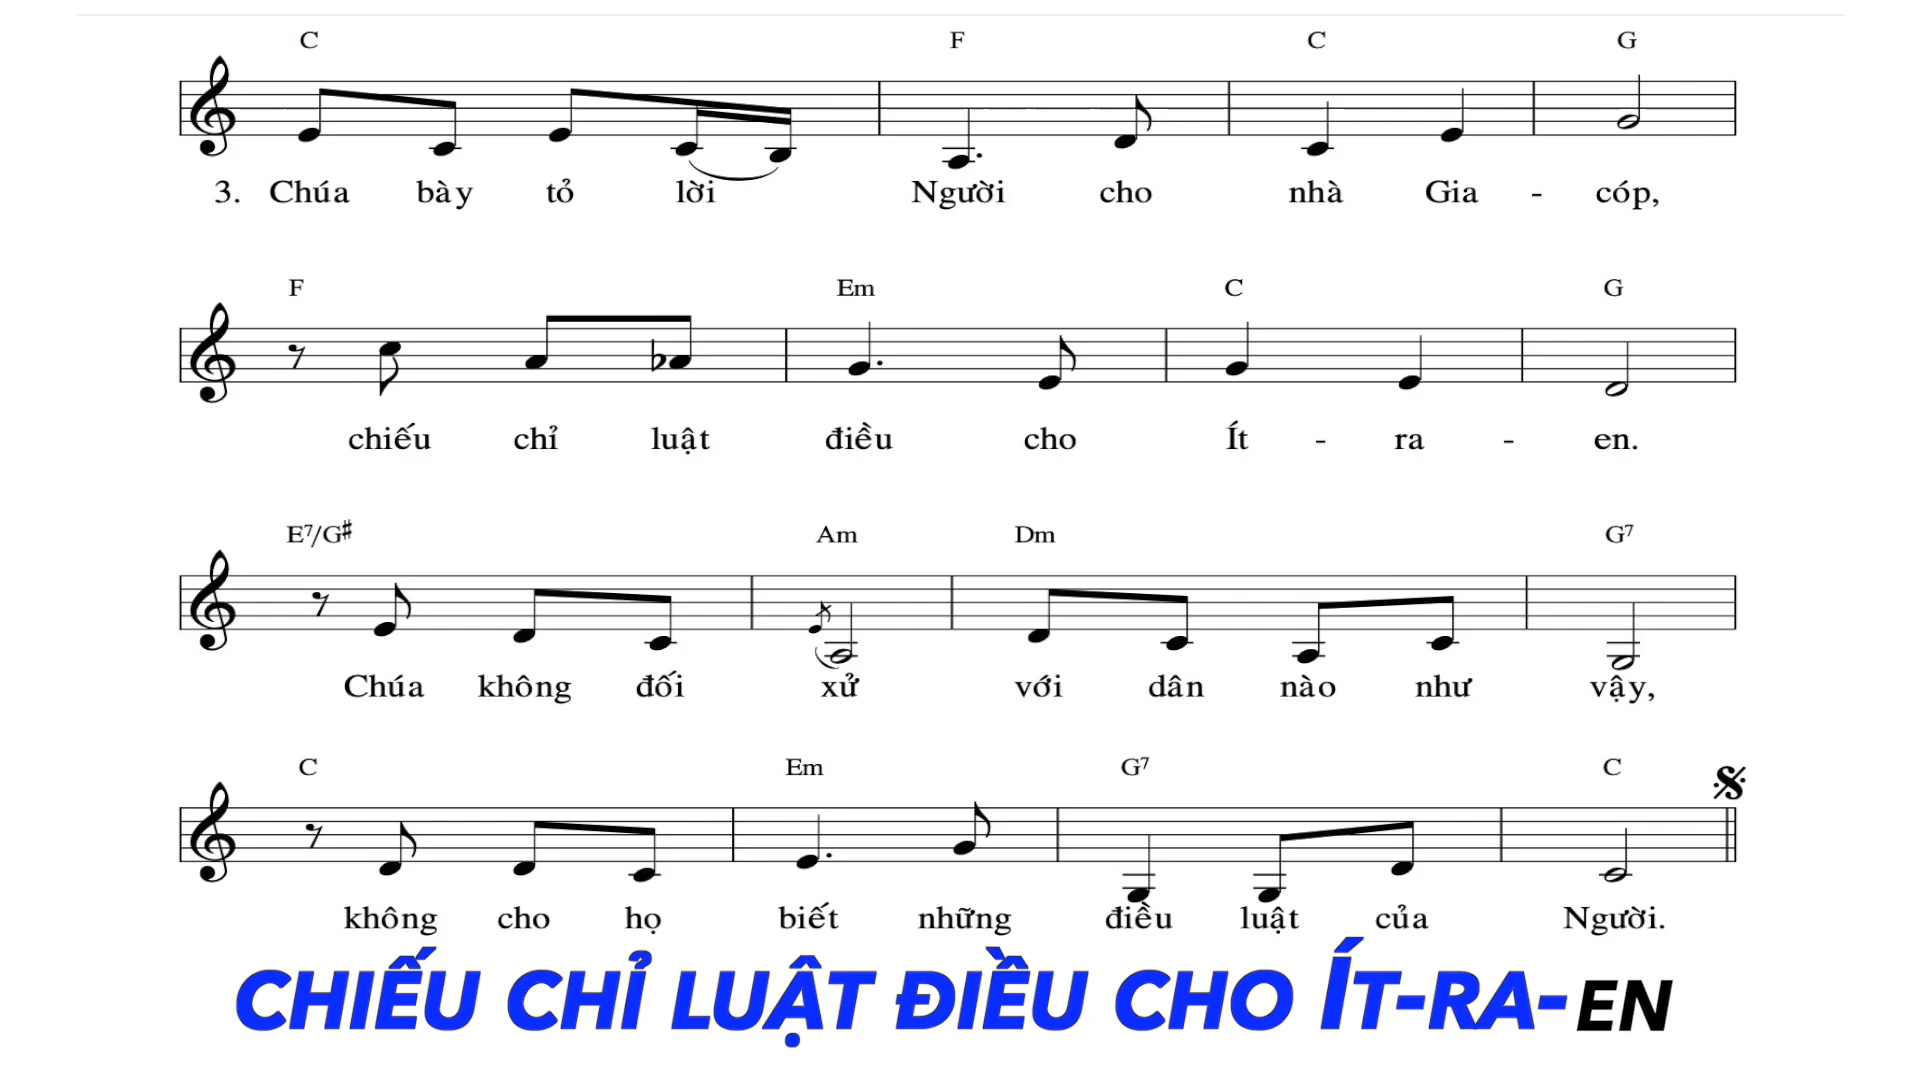 C F C G
3. Chúa bày tỏ lời Người cho nhà Gia - cóp,
F Em C G
chiếu chỉ luật điều cho Ít - ra - en.
E7/G# Am Dm G7
Chúa không đối xử với dân nào như vậy,
C Em G7 C
không cho họ biết những điều luật của Người.
CHIẾU CHỈ LUẬT ĐIỀU CHO ÍT-RA-EN